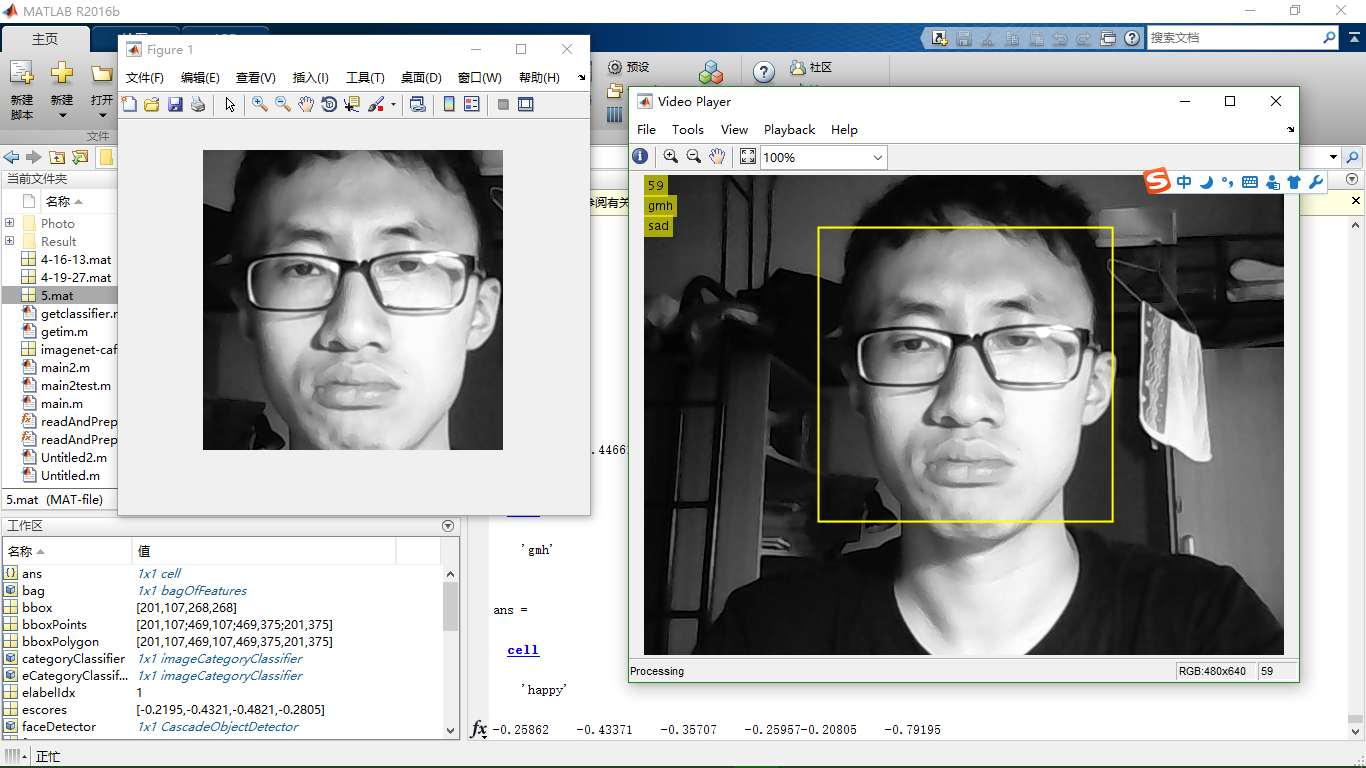 MATLAB R2016b
主页
搜索文档
新建
脚本
新建
打开
文件
预设
社区
Figure 1
文件(F) 编辑(E) 查看(V) 插入(I) 工具(T) 桌面(D) 窗口(W) 帮助(H)
当前文件夹
名称
Photo
Result
4-16-13.mat
4-19-27.mat
5.mat
getclassifier.m
getim.m
imagenet-caf
main2.m
main2test.m
main.m
readAndPrep
readAndPrep
Untitled2.m
Untitled.m
5.mat (MAT-file)
工作区
名称 值
ans 1x1 cell
bag 1x1 bagOfFeatures
bbox [201,107,268,268]
bboxPoints [201,107;469,107;469,375;201,375]
bboxPolygon [201,107,469,107,469,375,201,375]
categoryClassifier 1x1 imageCategoryClassifier
eCategoryClassif... 1x1 imageCategoryClassifier
elabelIdx 1
escores [-0.2195,-0.4321,-0.4821,-0.2805]
faceDetector 1x1 CascadeObjectDetector
正忙
阅有关
.4466
'gmh'
ans =
cell
'happy'
fx -0.25862 -0.43371 -0.35707 -0.25957-0.20805 -0.79195
Video Player
File Tools View Playback Help
100%
59
gmh
sad
中
Processing
RGB:480x640 59